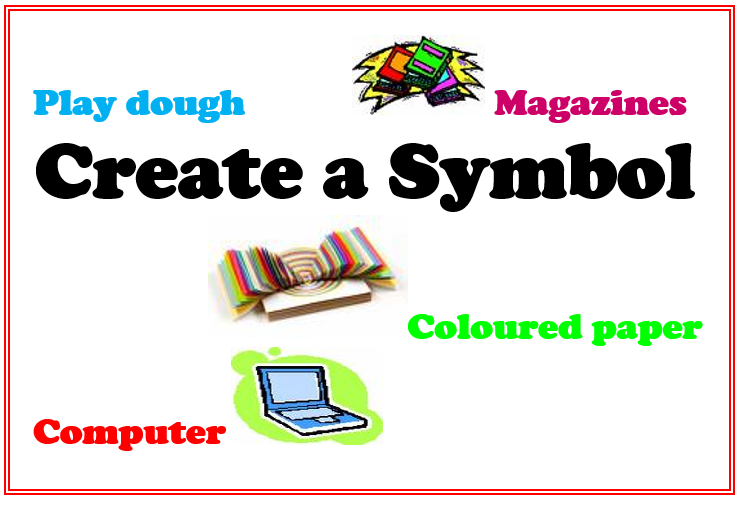 Play dough
Magazines
Create a Symbol
Coloured paper
Computer